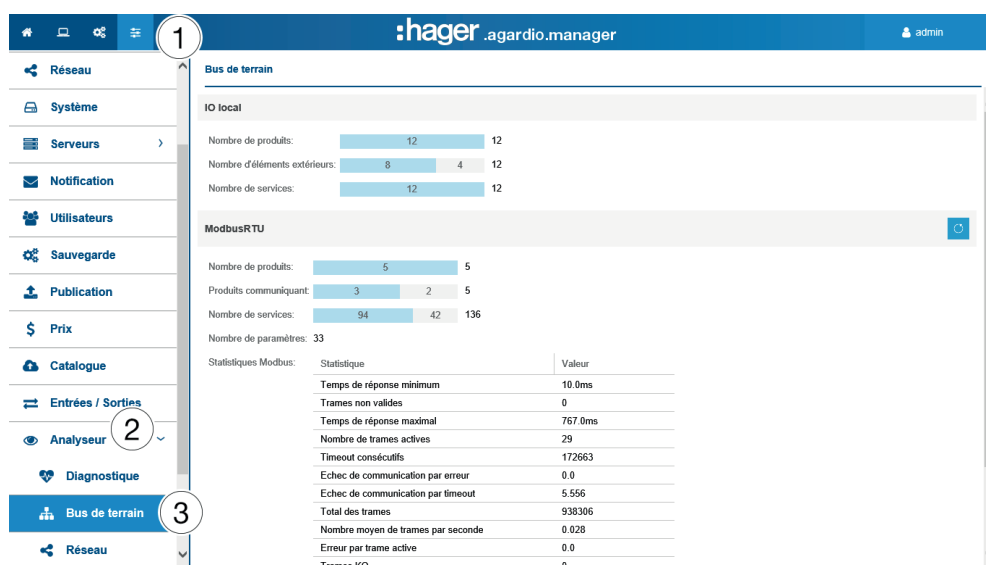 1
:hager .agardio.manager
admin
Réseau
Système
Serveurs
Notification
Utilisateurs
Sauvegarde
Publication
$ Prix
Catalogue
Entrées / Sorties
Analyseur 2
Diagnostique
Bus de terrain 3
Réseau
Bus de terrain
IO local
Nombre de produits: 12 12
Nombre d'éléments extérieurs: 8 4 12
Nombre de services: 12 12
ModbusRTU
Nombre de produits: 5 5
Produits communiquant: 3 2 5
Nombre de services: 94 42 136
Nombre de paramètres: 33
Statistiques Modbus: Statistique Valeur
Temps de réponse minimum 10.0ms
Trames non valides 0
Temps de réponse maximal 767.0ms
Nombre de trames actives 29
Timeout consécutifs 172663
Echec de communication par erreur 0.0
Echec de communication par timeout 5.556
Total des trames 938306
Nombre moyen de trames par seconde 0.028
Erreur par trame active 0.0
Trames KO 0